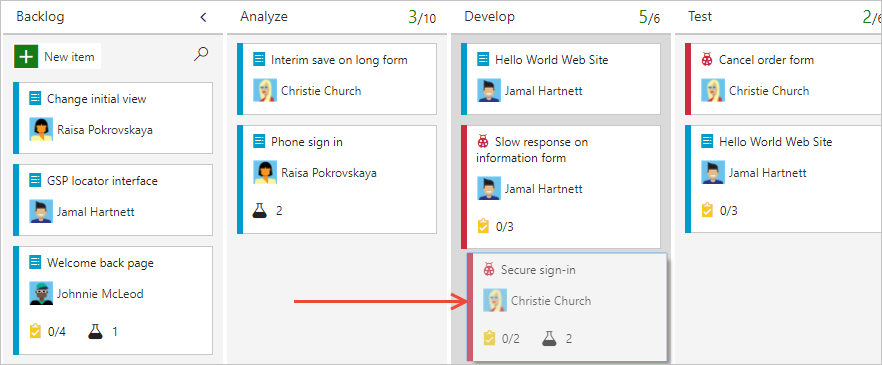 Backlog
New item
Change initial view
Raisa Pokrovskaya
GSP locator interface
Jamal Hartnett
Welcome back page
Johnnie McLeod
0/4 1
Analyze 3/10
Interim save on long form
Christie Church
Phone sign in
Raisa Pokrovskaya
2
Develop 5/6
Hello World Web Site
Jamal Hartnett
Slow response on
information form
Jamal Hartnett
0/3
Secure sign-in
Christie Church
0/2 2
Test 2/6
Cancel order form
Christie Church
Hello World Web Site
Jamal Hartnett
0/3